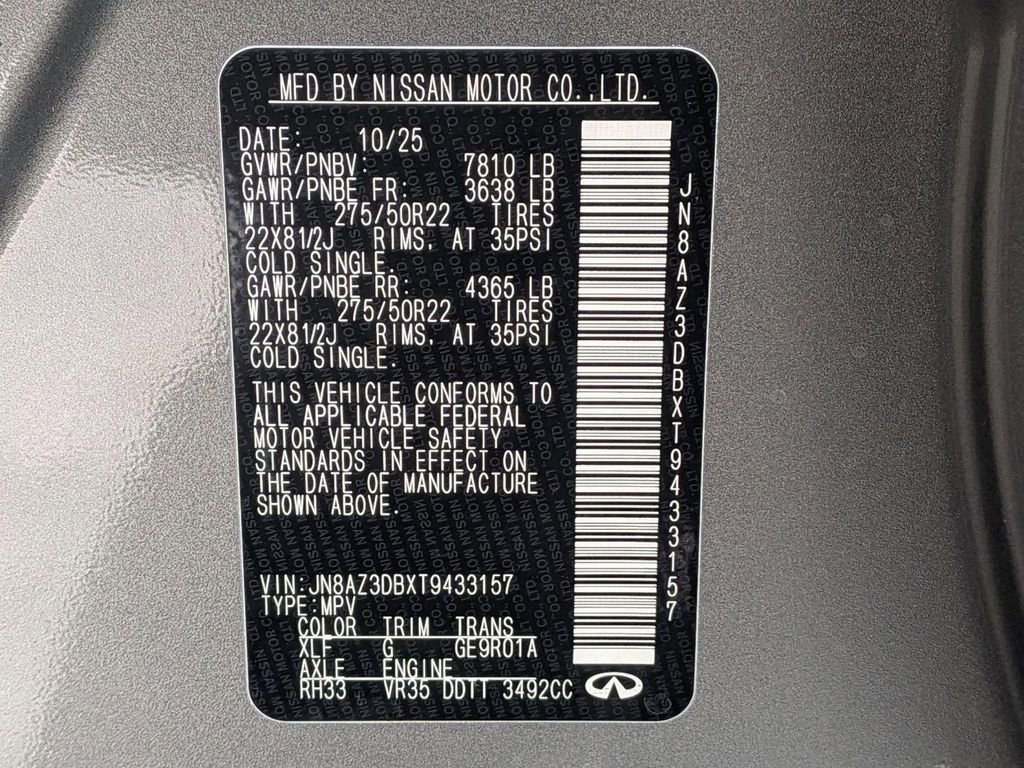 MFD BY NISSAN MOTOR CO.,LTD.
DATE: 10/25
GVWR/PNBV: 7810 LB
GAWR/PNBE FR: 3638 LB
WITH 275/50R22 TIRES
22X81/2J RIMS, AT 35PSI
COLD SINGLE.
GAWR/PNBE RR: 4365 LB
WITH 275/50R22 TIRES
22X81/2J RIMS, AT 35PSI
COLD SINGLE.
THIS VEHICLE CONFORMS TO
ALL APPLICABLE FEDERAL
MOTOR VEHICLE SAFETY
STANDARDS IN EFFECT ON
THE DATE OF MANUFACTURE
SHOWN ABOVE.
VIN:JN8AZ3DBXT9433157
TYPE:MPV
COLOR TRIM TRANS
XLF G GE9R01A
AXLE ENGINE
RH33 VR35 DDTT 3492CC
JN8AZ3DBXT9433157